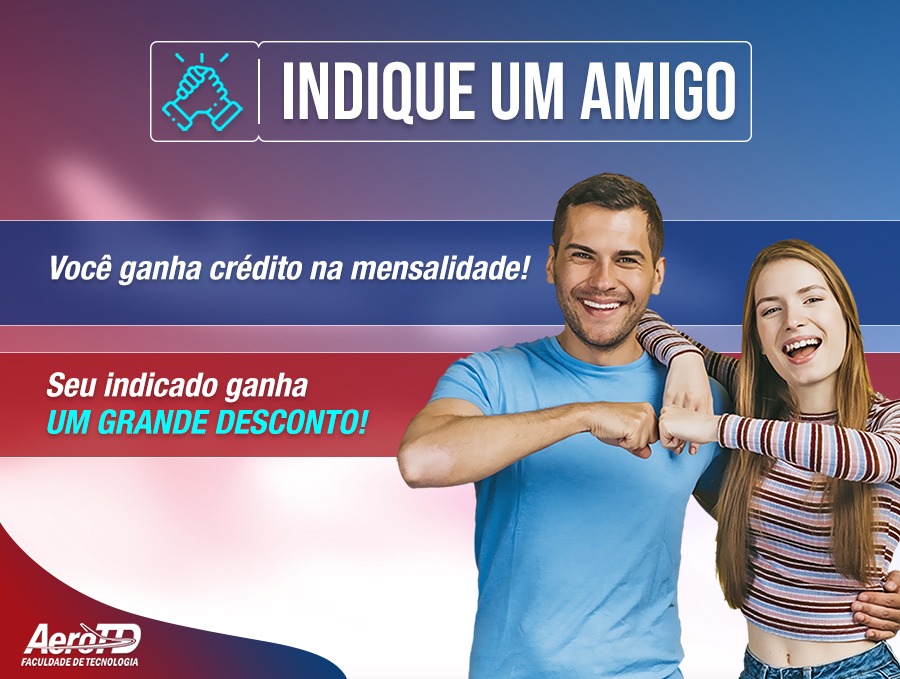 INDIQUE UM AMIGO
Você ganha crédito na mensalidade!
Seu indicado ganha
UM GRANDE DESCONTO!
AeroTD
FACULDADE DE TECNOLOGIA